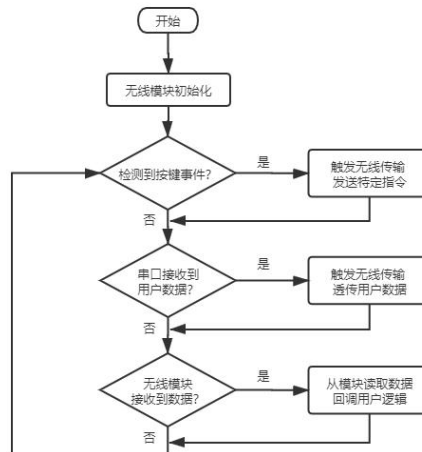 开始
无线模块初始化
检测到按键事件?
是
触发无线传输
发送特定指令
否
串口接收到
用户数据?
是
触发无线传输
透传用户数据
否
无线模块
接收到数据?
是
从模块读取数据
回调用户逻辑
否